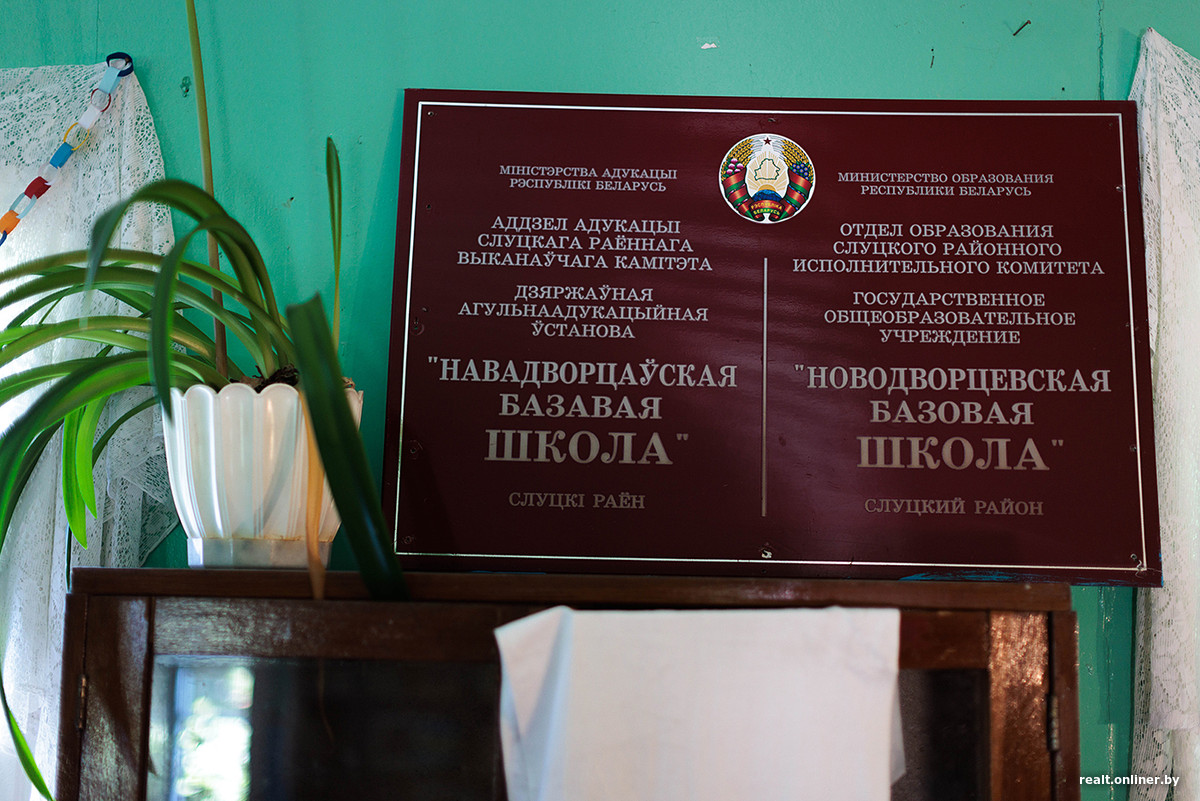 МІНІСТЭРСТВА АДУКАЦЫІ
РЭСПУБЛІКІ БЕЛАРУСЬ
АДДЗЕЛ АДУКАЦЫІ
СЛУЦКАГА РАЁННАГА
ВЫКАНАЎЧАГА КАМІТЭТА
ДЗЯРЖАЎНАЯ
АГУЛЬНААДУКАЦЫЙНАЯ
ЎСТАНОВА
"НАВАДВОРЦАЎСКАЯ
БАЗАВАЯ
ШКОЛА"
СЛУЦКІ РАЁН
РЭСПУБЛІКА
БЕЛАРУСЬ
МИНИСТЕРСТВО ОБРАЗОВАНИЯ
РЕСПУБЛИКИ БЕЛАРУСЬ
ОТДЕЛ ОБРАЗОВАНИЯ
СЛУЦКОГО РАЙОННОГО
ИСПОЛНИТЕЛЬНОГО КОМИТЕТА
ГОСУДАРСТВЕННОЕ
ОБЩЕОБРАЗОВАТЕЛЬНОЕ
УЧРЕЖДЕНИЕ
"НОВОДВОРЦЕВСКАЯ
БАЗОВАЯ
ШКОЛА"
СЛУЦКИЙ РАЙОН
realt.onliner.by